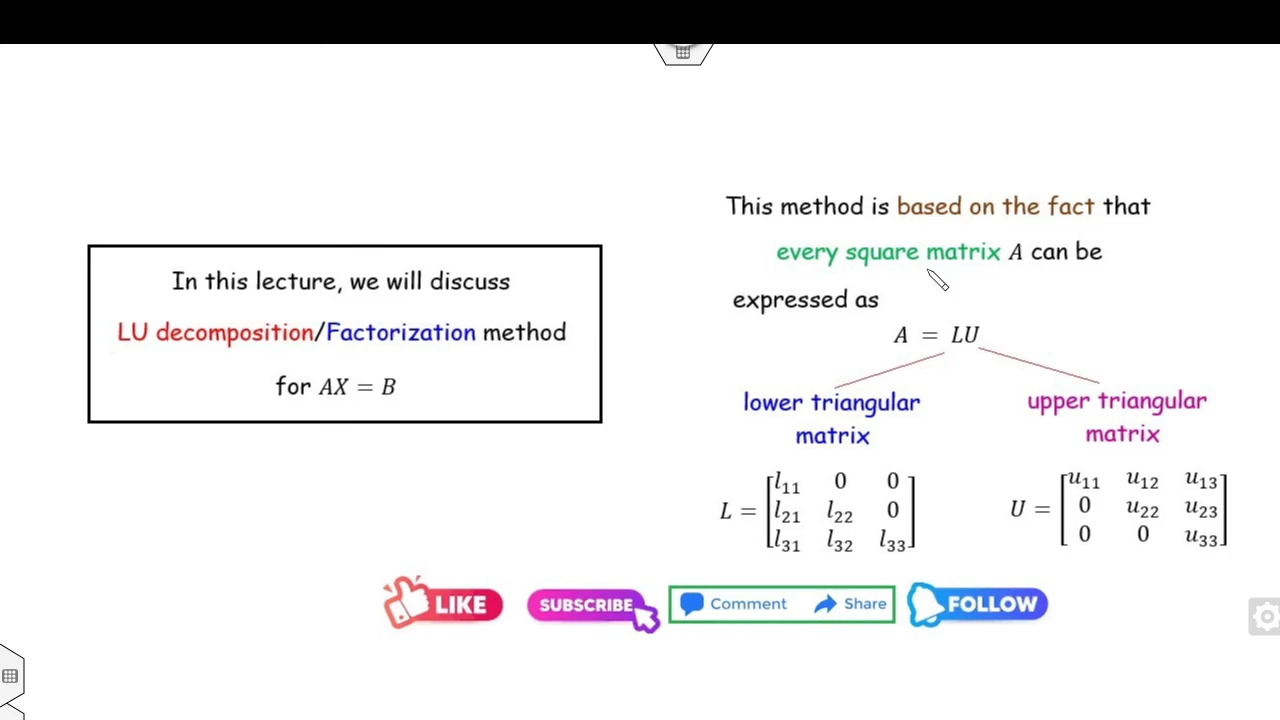 In this lecture, we will discuss
LU decomposition/Factorization method
for AX = B
This method is based on the fact that
every square matrix A can be
expressed as
A = LU
lower triangular
matrix
upper triangular
matrix
L = [l₁₁ 0 0
l₂₁ l₂₂ 0
l₃₁ l₃₂ l₃₃]
U = [u₁₁ u₁₂ u₁₃
0 u₂₂ u₂₃
0 0 u₃₃]
LIKE
SUBSCRIBE
Comment Share
FOLLOW